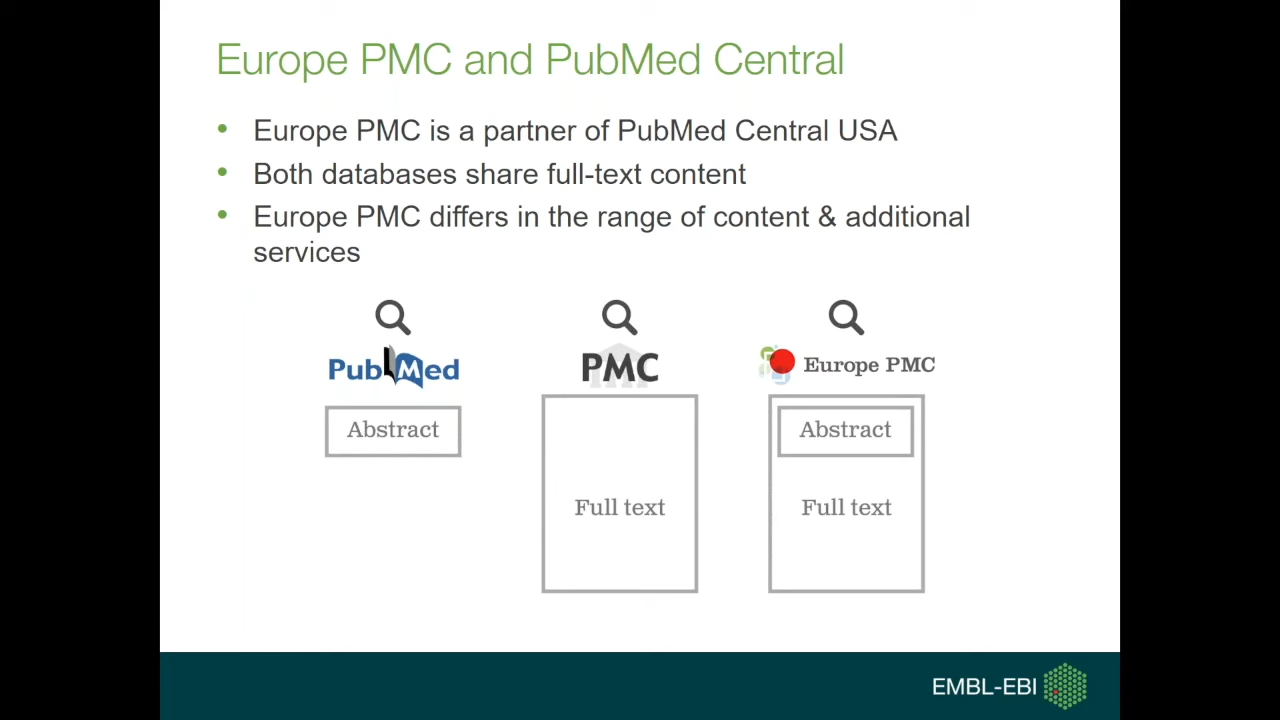 Europe PMC and PubMed Central
• Europe PMC is a partner of PubMed Central USA
• Both databases share full-text content
• Europe PMC differs in the range of content & additional
services
PubMed
PMC
Europe PMC
Abstract
Abstract
Full text
Full text
EMBL-EBI